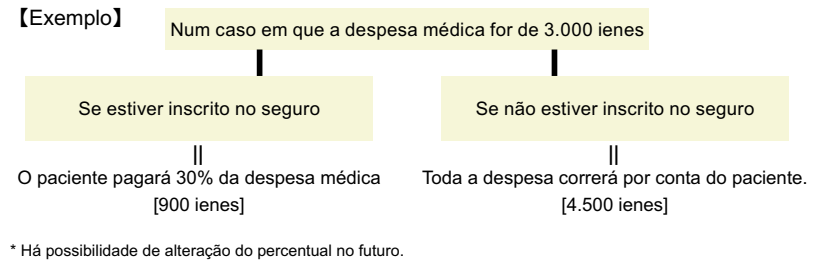 【Exemplo】
Num caso em que a despesa médica for de 3.000 ienes
Se estiver inscrito no seguro
Se não estiver inscrito no seguro
||
O paciente pagará 30% da despesa médica
[900 ienes]
||
Toda a despesa correrá por conta do paciente.
[4.500 ienes]
* Há possibilidade de alteração do percentual no futuro.